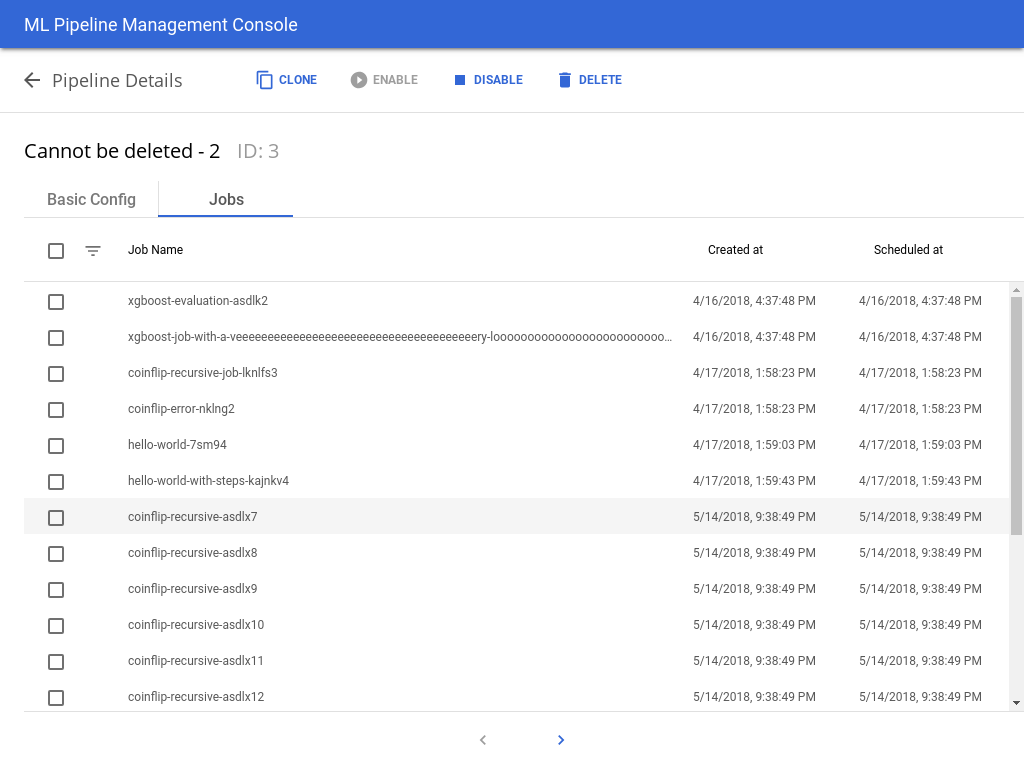 ML Pipeline Management Console
Pipeline Details CLONE ENABLE DISABLE DELETE
Cannot be deleted - 2 ID: 3
Basic Config Jobs
Job Name Created at Scheduled at
xgboost-evaluation-asdlk2 4/16/2018, 4:37:48 PM 4/16/2018, 4:37:48 PM
xgboost-job-with-a-veeeeeeeeeeeeeeeeeeeeeeeeeeeeeeeeeeeeeeery-looooooooooooooooooooooooo... 4/16/2018, 4:37:48 PM 4/16/2018, 4:37:48 PM
coinflip-recursive-job-lknlfs3 4/17/2018, 1:58:23 PM 4/17/2018, 1:58:23 PM
coinflip-error-nklng2 4/17/2018, 1:58:23 PM 4/17/2018, 1:58:23 PM
hello-world-7sm94 4/17/2018, 1:59:03 PM 4/17/2018, 1:59:03 PM
hello-world-with-steps-kajnkv4 4/17/2018, 1:59:43 PM 4/17/2018, 1:59:43 PM
coinflip-recursive-asdlx7 5/14/2018, 9:38:49 PM 5/14/2018, 9:38:49 PM
coinflip-recursive-asdlx8 5/14/2018, 9:38:49 PM 5/14/2018, 9:38:49 PM
coinflip-recursive-asdlx9 5/14/2018, 9:38:49 PM 5/14/2018, 9:38:49 PM
coinflip-recursive-asdlx10 5/14/2018, 9:38:49 PM 5/14/2018, 9:38:49 PM
coinflip-recursive-asdlx11 5/14/2018, 9:38:49 PM 5/14/2018, 9:38:49 PM
coinflip-recursive-asdlx12 5/14/2018, 9:38:49 PM 5/14/2018, 9:38:49 PM